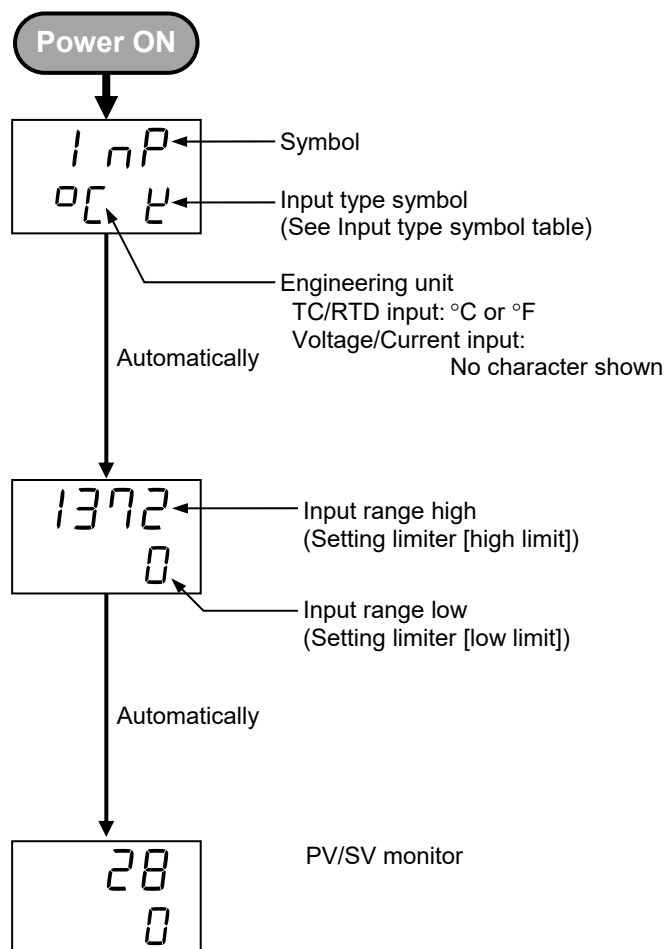 Power ON
InP
Symbol
°C K
Input type symbol
(See Input type symbol table)
Engineering unit
TC/RTD input: °C or °F
Voltage/Current input:
No character shown
Automatically
1372
Input range high
(Setting limiter [high limit])
0
Input range low
(Setting limiter [low limit])
Automatically
28
PV/SV monitor
0